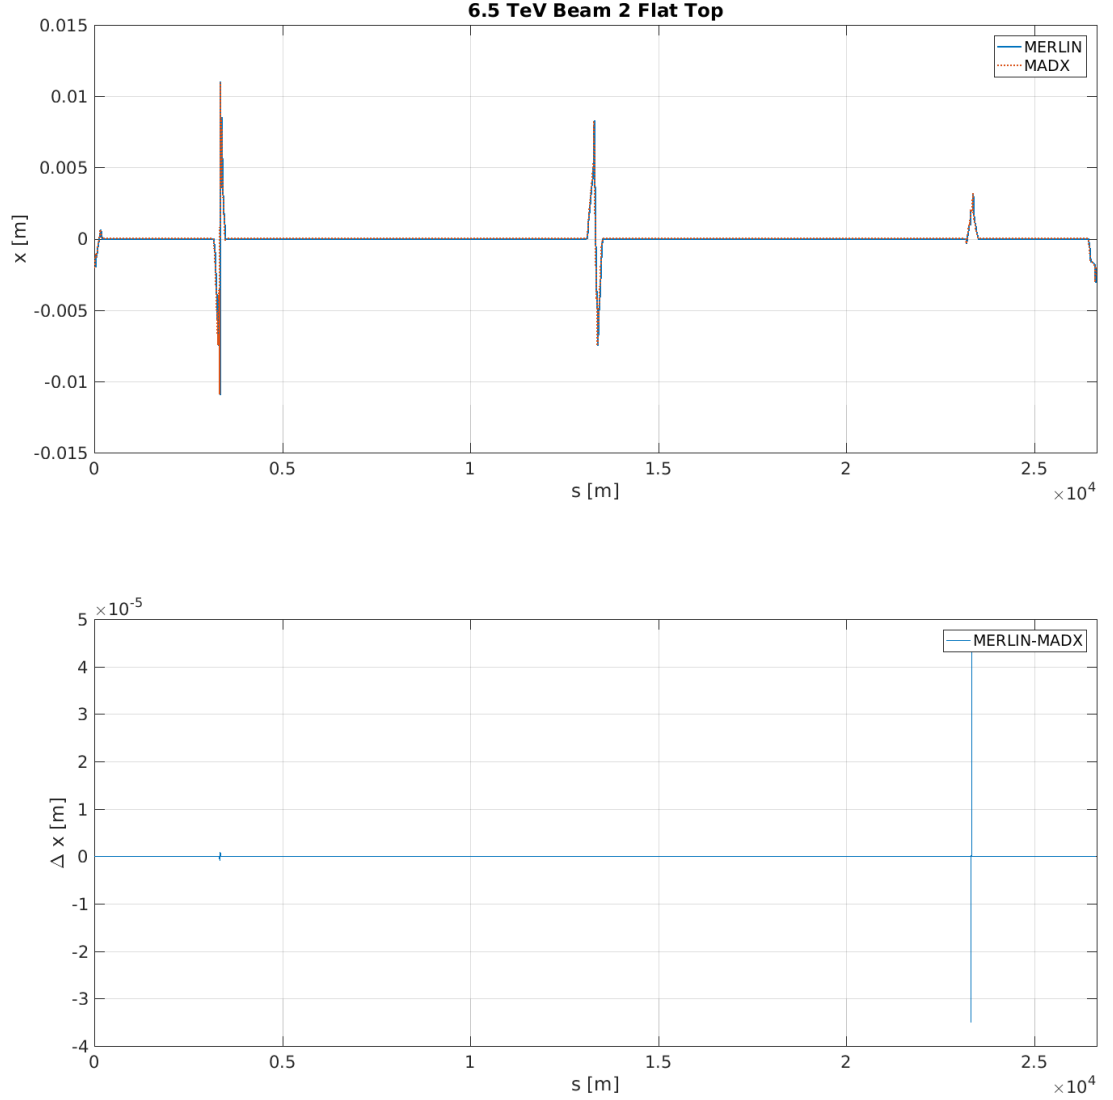 6.5 TeV Beam 2 Flat Top
0.015
0.01
0.005
0
-0.005
-0.01
-0.015
x [m]
MERLIN
MADX
0 0.5 1 1.5 2 2.5
s [m]
×10^4
×10^-5
5
4
3
2
1
0
-1
-2
-3
-4
Δ x [m]
MERLIN-MADX
0 0.5 1 1.5 2 2.5
s [m]
×10^4